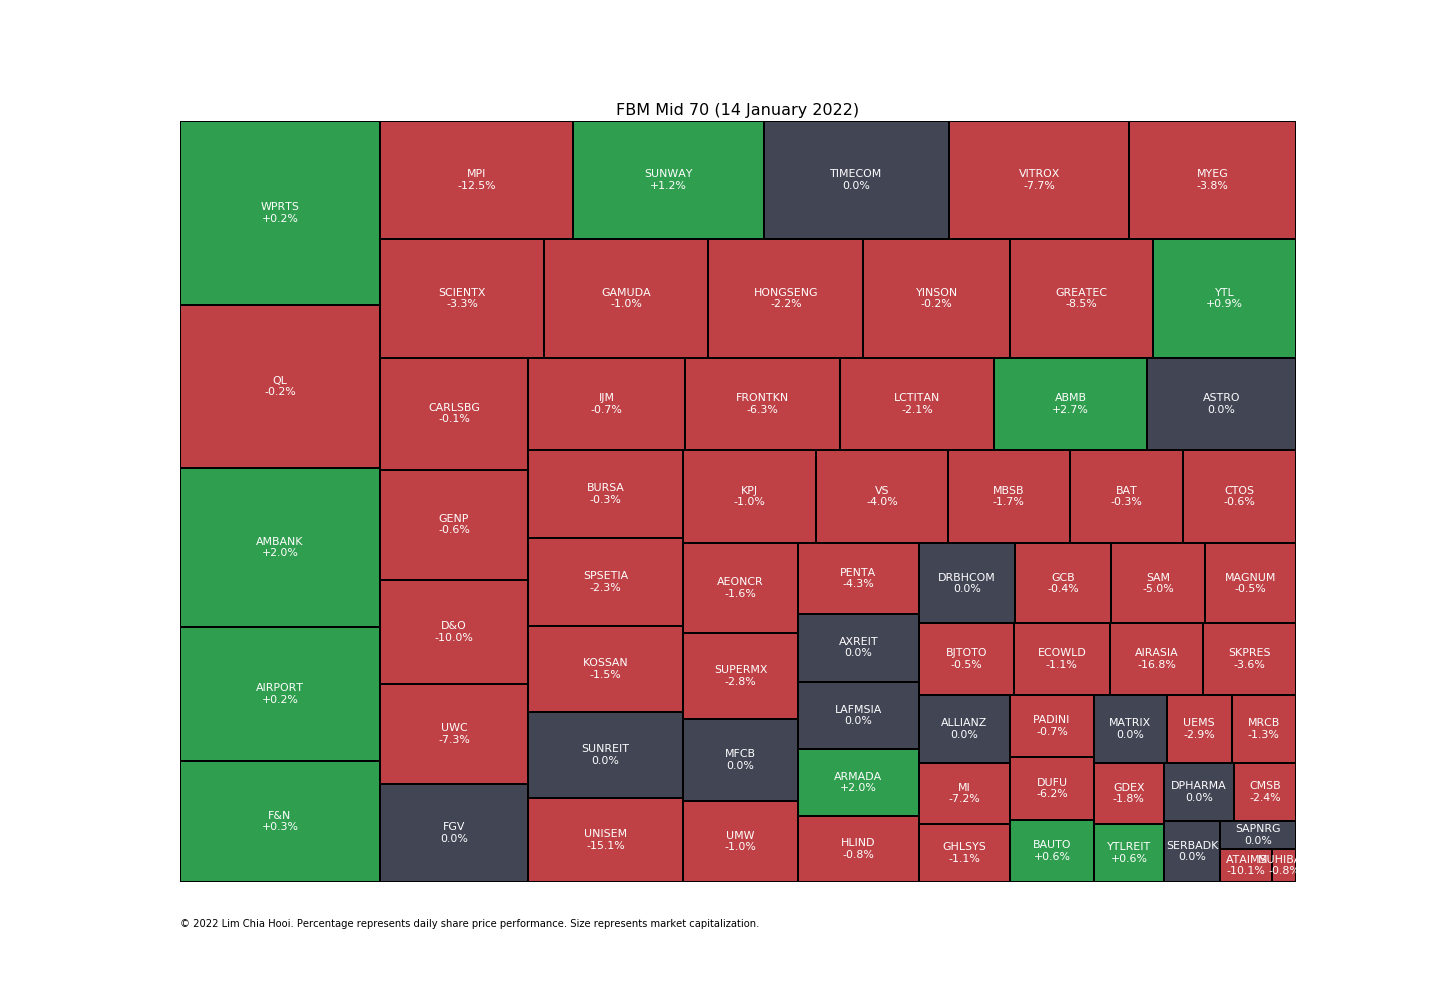 FBM Mid 70 (14 January 2022)
WPRTS
+0.2%
QL
-0.2%
AMBANK
+2.0%
AIRPORT
+0.2%
F&N
+0.3%
MPI
-12.5%
SUNWAY
+1.2%
TIMECOM
0.0%
VITROX
-7.7%
MYEG
-3.8%
SCIENTX
-3.3%
GAMUDA
-1.0%
HONGSENG
-2.2%
YINSON
-0.2%
GREATEC
-8.5%
YTL
+0.9%
CARLSBG
-0.1%
GENP
-0.6%
D&O
-10.0%
UWC
-7.3%
FGV
0.0%
IJM
-0.7%
FRONTKN
-6.3%
LCTITAN
-2.1%
ABMB
+2.7%
ASTRO
0.0%
BURSA
-0.3%
SPSETIA
-2.3%
KOSSAN
-1.5%
SUNREIT
0.0%
UNISEM
-15.1%
KPJ
-1.0%
VS
-4.0%
MBSB
-1.7%
BAT
-0.3%
CTOS
-0.6%
AEONCR
-1.6%
SUPERMX
-2.8%
MFCB
0.0%
UMW
-1.0%
PENTA
-4.3%
AXREIT
0.0%
LAFMSIA
0.0%
ARMADA
+2.0%
HLIND
-0.8%
DRBHCOM
0.0%
GCB
-0.4%
SAM
-5.0%
MAGNUM
-0.5%
BJTOTO
-0.5%
ECOWLD
-1.1%
AIRASIA
-16.8%
SKPRES
-3.6%
ALLIANZ
0.0%
MI
-7.2%
GHLSYS
-1.1%
PADINI
-0.7%
DUFU
-6.2%
BAUTO
+0.6%
MATRIX
0.0%
UEMS
-2.9%
MRCB
-1.3%
GDEX
-1.8%
YTLREIT
+0.6%
DPHARMA
0.0%
CMSB
-2.4%
SERBADK
0.0%
SAPNRG
0.0%
-10.1%
-0.8%
© 2022 Lim Chia Hooi. Percentage represents daily share price performance. Size represents market capitalization.